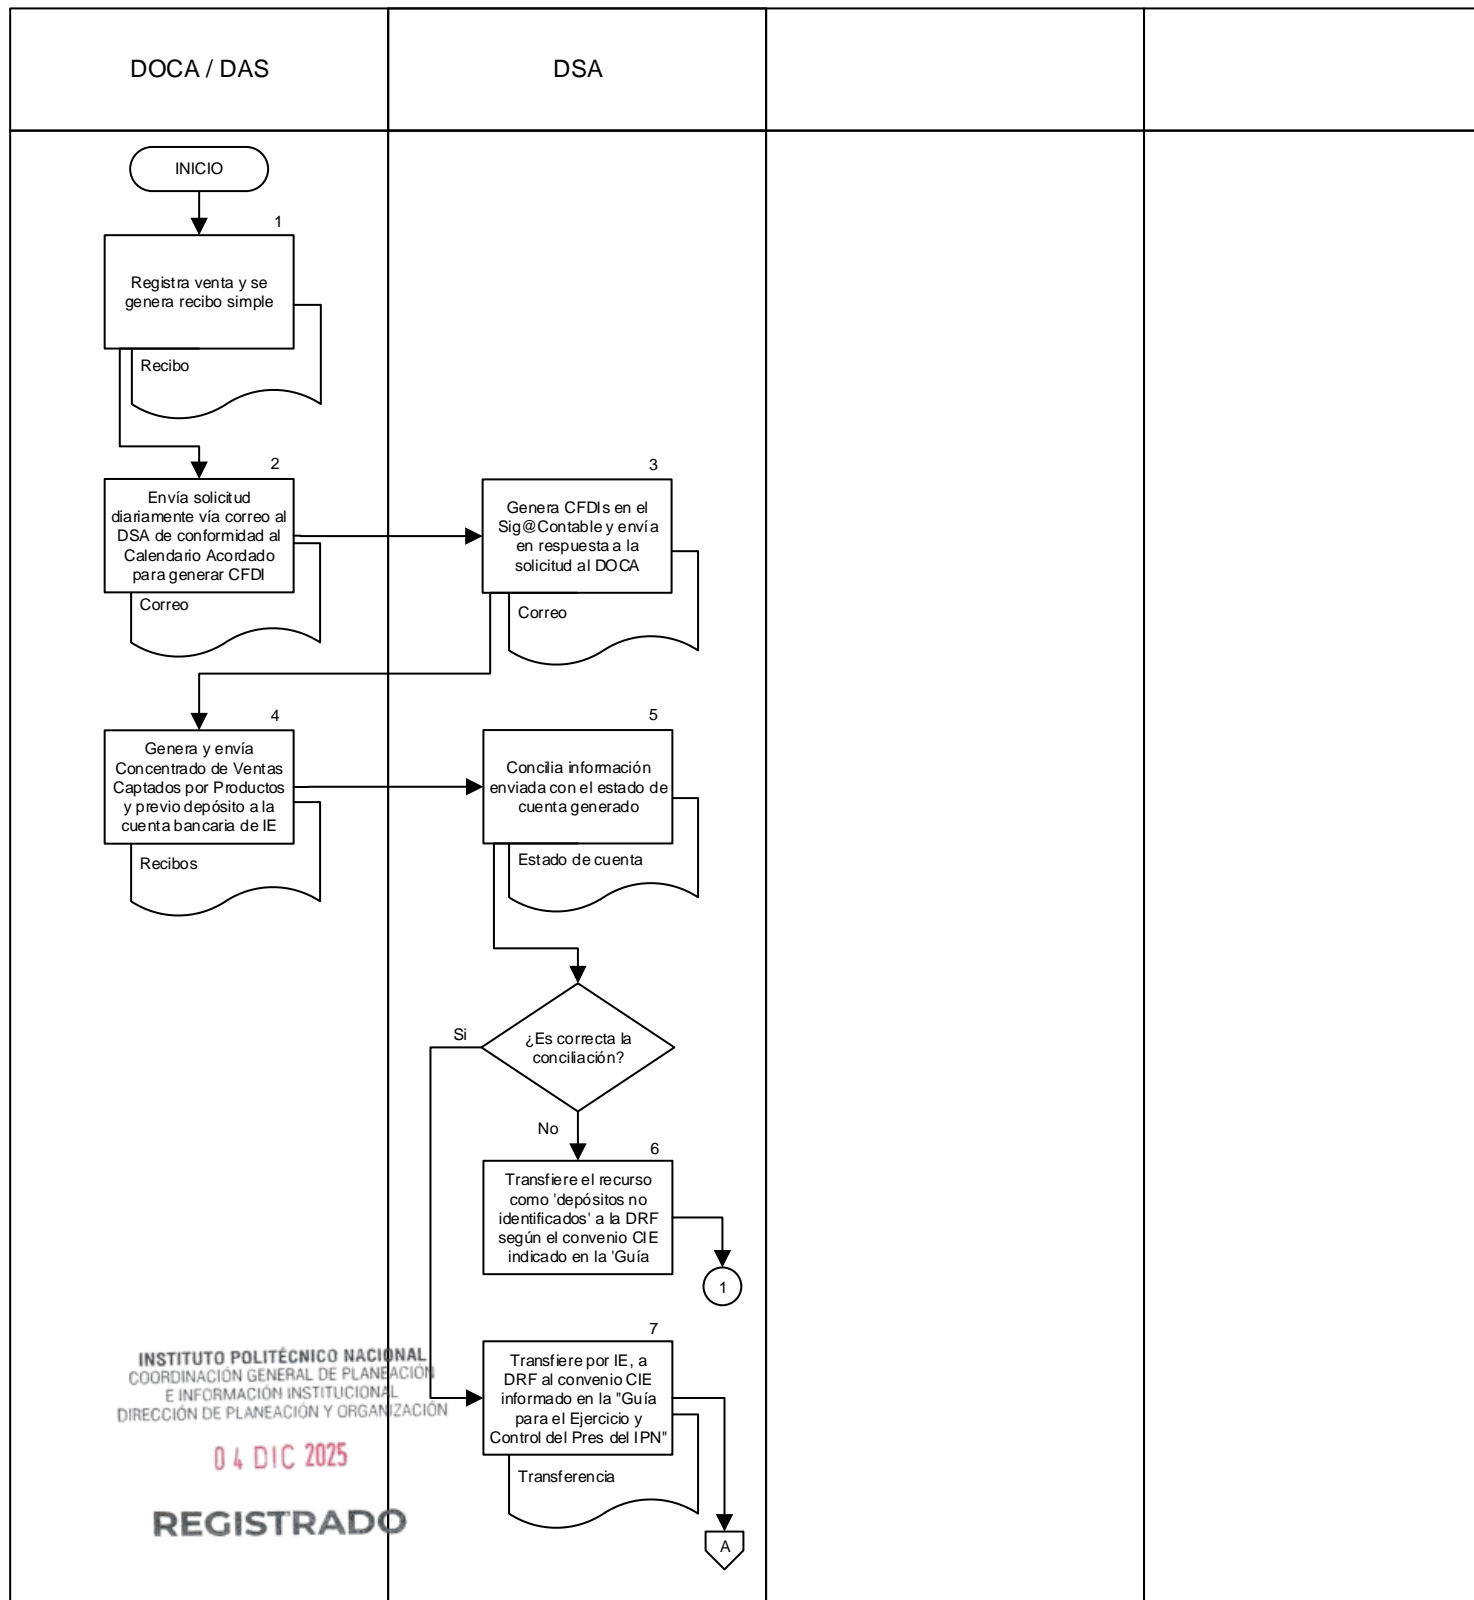 DOCA / DAS
DSA
INICIO
1
Registra venta y se
genera recibo simple
Recibo
2
Envía solicitud
diariamente vía correo al
DSA de conformidad al
Calendario Acordado
para generar CFDI
Correo
3
Genera CFDIs en el
Sig@Contable y envía
en respuesta a la
solicitud al DOCA
Correo
4
Genera y envía
Concentrado de Ventas
Captados por Productos
y previo depósito a la
cuenta bancaria de IE
Recibos
5
Concilia información
enviada con el estado de
cuenta generado
Estado de cuenta
¿Es correcta la
conciliación?
Si
No
6
Transfiere el recurso
como 'depósitos no
identificados' a la DRF
según el convenio CIE
indicado en la 'Guía
1
7
Transfiere por IE, a
DRF al convenio CIE
informado en la "Guía
para el Ejercicio y
Control del Pres del IPN"
Transferencia
A
INSTITUTO POLITÉCNICO NACIONAL
COORDINACIÓN GENERAL DE PLANEACIÓN
E INFORMACIÓN INSTITUCIONAL
DIRECCIÓN DE PLANEACIÓN Y ORGANIZACIÓN
04 DIC 2025
REGISTRADO